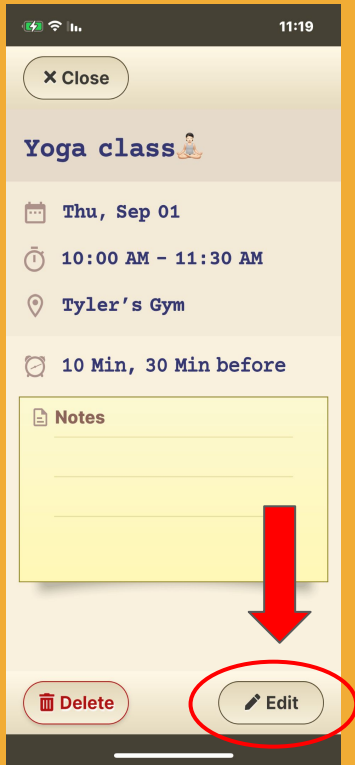 11:19
× Close
Yoga class🧘🏻
Thu, Sep 01
10:00 AM – 11:30 AM
Tyler's Gym
10 Min, 30 Min before
Notes
Delete
Edit